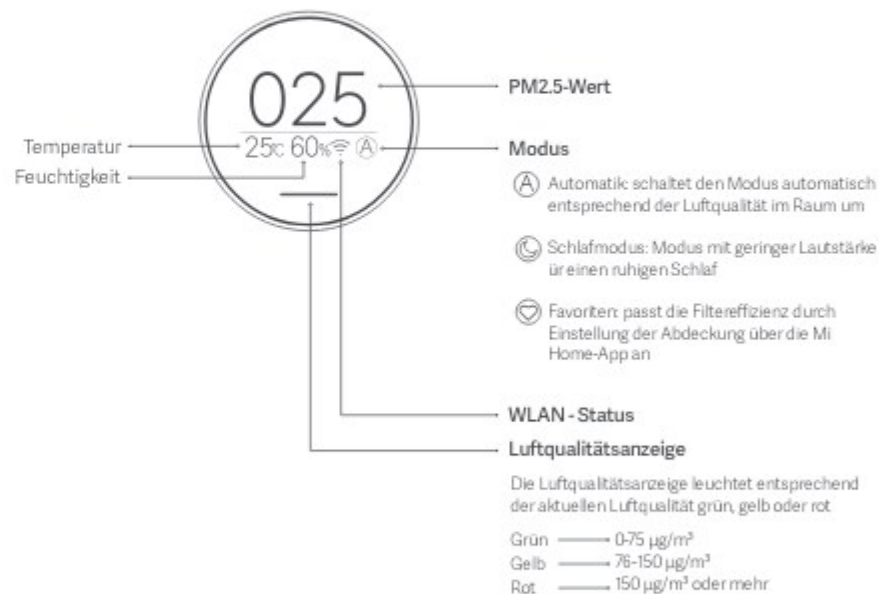 025
25℃ 60% Ⓐ
Temperatur
Feuchtigkeit
PM2.5-Wert
Modus
Ⓐ Automatik: schaltet den Modus automatisch
entsprechend der Luftqualität im Raum um
Schlafmodus: Modus mit geringer Lautstärke
ür einen ruhigen Schlaf
Favoriten: passt die Filtereffizienz durch
Einstellung der Abdeckung über die Mi
Home-App an
WLAN - Status
Luftqualitätsanzeige
Die Luftqualitätsanzeige leuchtet entsprechend
der aktuellen Luftqualität grün, gelb oder rot
Grün 0-75 µg/m³
Gelb 76-150 µg/m³
Rot 150 µg/m³ oder mehr